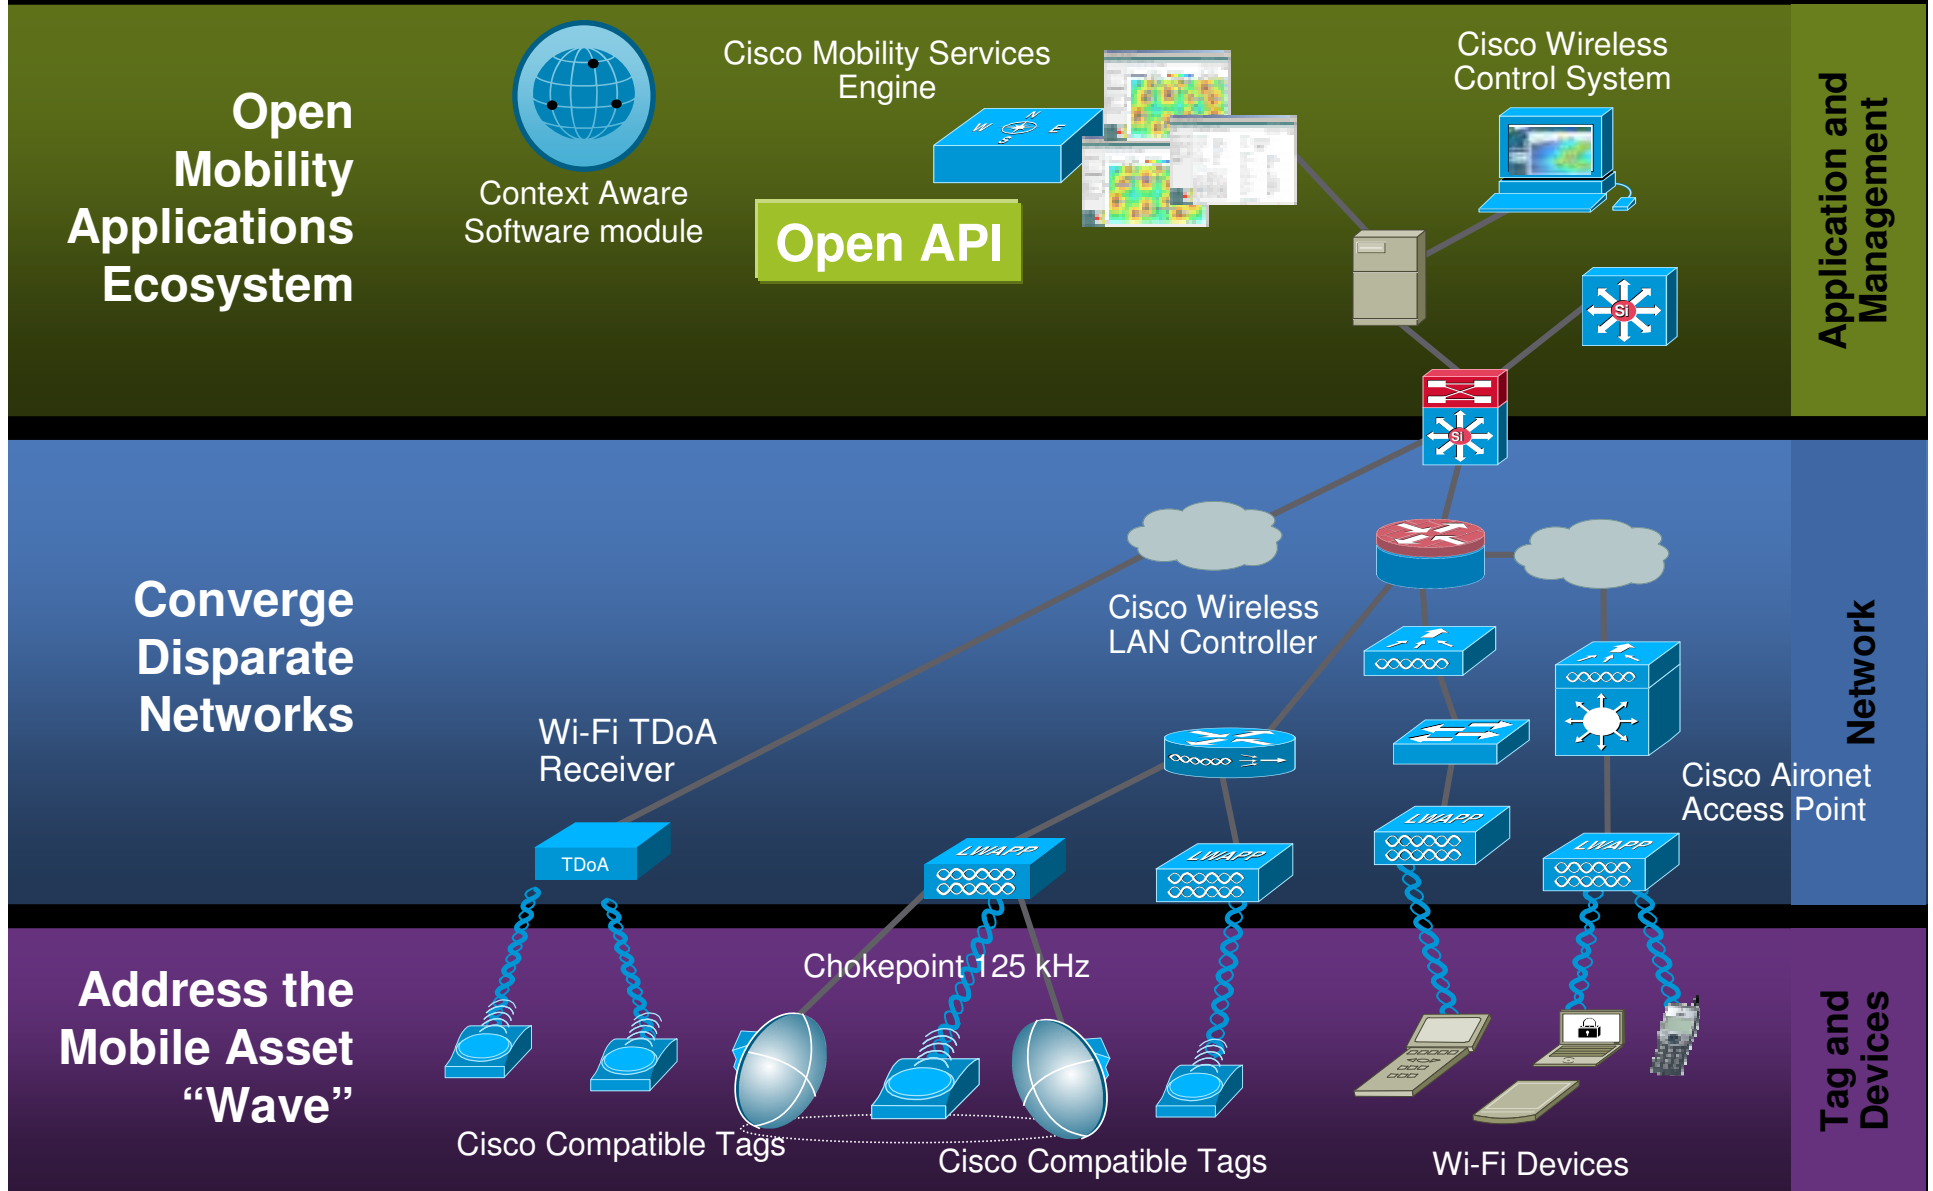 Open
Mobility
Applications
Ecosystem
Context Aware
Software module
Cisco Mobility Services
Engine
N
W
E
S
Open API
Cisco Wireless
Control System
Si
Si
Application and
Management
Converge
Disparate
Networks
Wi-Fi TDoA
Receiver
TDoA
Cisco Wireless
LAN Controller
LWAPP
LWAPP
LWAPP
LWAPP
Cisco Aironet
Access Point
Network
Address the
Mobile Asset
“Wave”
Chokepoint 125 kHz
Cisco Compatible Tags
Cisco Compatible Tags
Wi-Fi Devices
Tag and
Devices